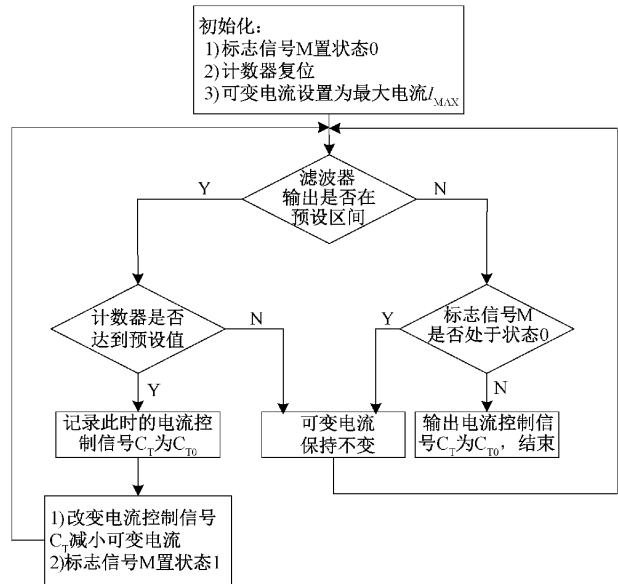 初始化：
1)标志信号M置状态0
2)计数器复位
3)可变电流设置为最大电流I_MAX
滤波器
输出是否在
预设区间
Y
N
计数器是否
达到预设值
N
Y
标志信号M
是否处于状态0
Y
N
记录此时的电流控
制信号C_T为C_T0
可变电流
保持不变
输出电流控制信
号C_T为C_T0，结束
1)改变电流控制信号
C_T减小可变电流
2)标志信号M置状态1